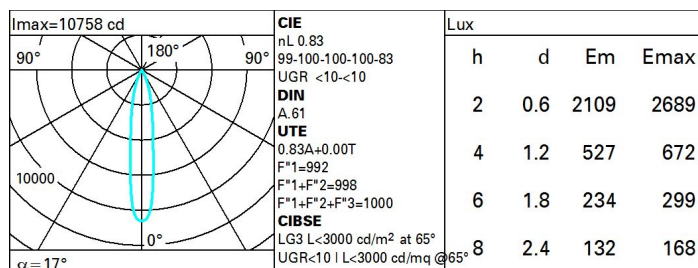 Imax=10758 cd
90°
180°
90°
10000
0°
α=17°
CIE
nL 0.83
99-100-100-100-83
UGR <10-<10
DIN
A.61
UTE
0.83A+0.00T
F"1=992
F"1+F"2=998
F"1+F"2+F"3=1000
CIBSE
LG3 L<3000 cd/m² at 65°
UGR<10 | L<3000 cd/mq @65°
Lux
h d Em Emax
2 0.6 2109 2689
4 1.2 527 672
6 1.8 234 299
8 2.4 132 168